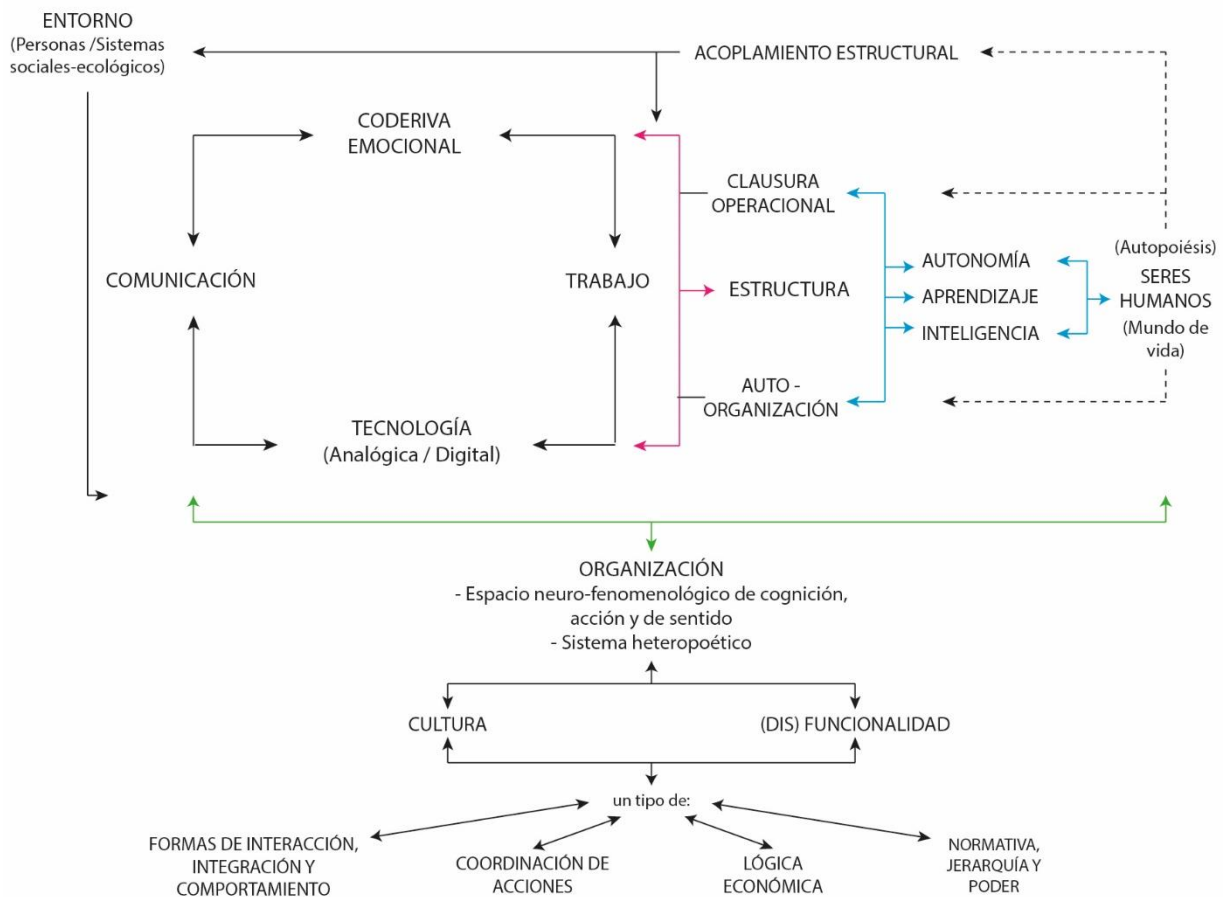 ENTORNO
(Personas /Sistemas
sociales-ecológicos)
ACOPLAMIENTO ESTRUCTURAL
CODERIVA
EMOCIONAL
CLAUSURA
OPERACIONAL
COMUNICACIÓN
TRABAJO
ESTRUCTURA
AUTONOMÍA
APRENDIZAJE
INTELIGENCIA
(Autopoiésis)
SERES
HUMANOS
(Mundo de
vida)
AUTO -
ORGANIZACIÓN
TECNOLOGÍA
(Analógica / Digital)
ORGANIZACIÓN
- Espacio neuro-fenomenológico de cognición,
acción y de sentido
- Sistema heteropoético
CULTURA
(DIS) FUNCIONALIDAD
un tipo de:
FORMAS DE INTERACCIÓN,
INTEGRACIÓN Y
COMPORTAMIENTO
COORDINACIÓN DE
ACCIONES
LÓGICA
ECONÓMICA
NORMATIVA,
JERARQUÍA Y
PODER